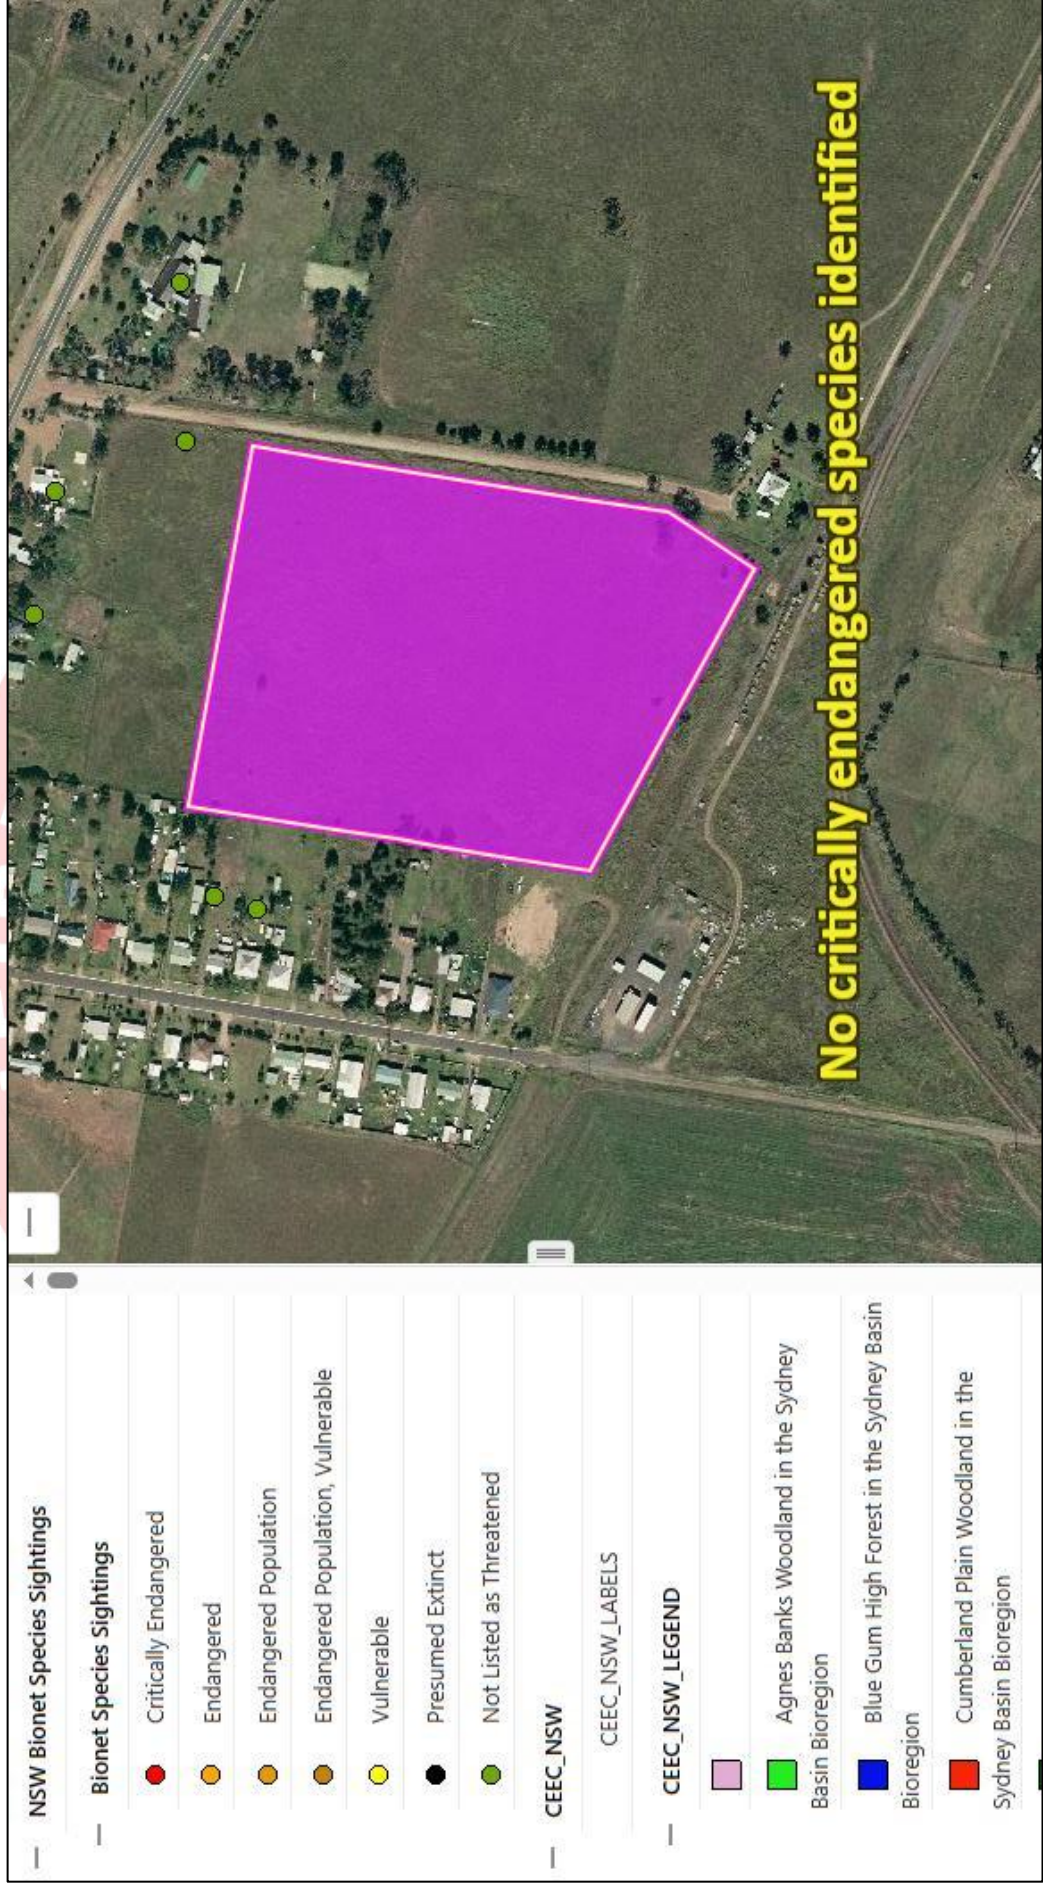 NSW Bionet Species Sightings
Bionet Species Sightings
Critically Endangered
Endangered
Endangered Population
Endangered Population, Vulnerable
Vulnerable
Presumed Extinct
Not Listed as Threatened
CEEC_NSW
CEEC_NSW_LABELS
CEEC_NSW_LEGEND
Agnes Banks Woodland in the Sydney
Basin Bioregion
Blue Gum High Forest in the Sydney Basin
Bioregion
Cumberland Plain Woodland in the
Sydney Basin Bioregion
No critically endangered species identified